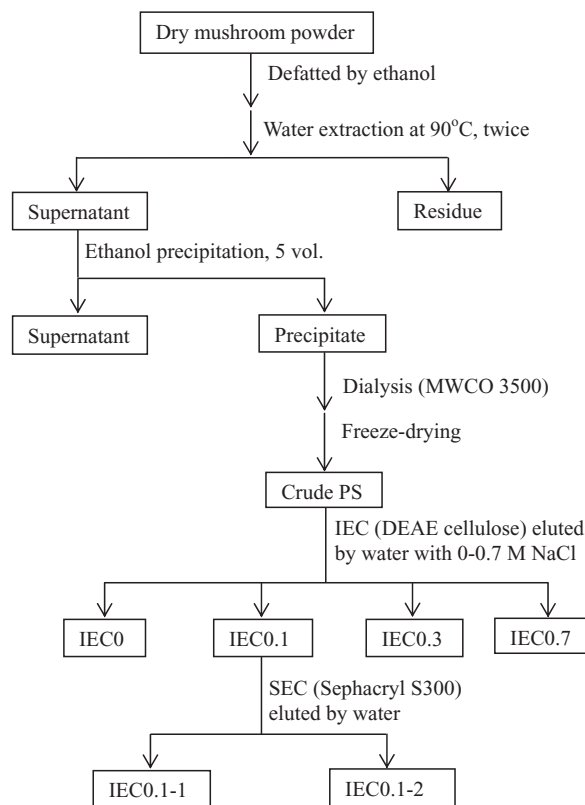 Dry mushroom powder
Defatted by ethanol
Water extraction at 90°C, twice
Supernatant
Residue
Ethanol precipitation, 5 vol.
Supernatant
Precipitate
Dialysis (MWCO 3500)
Freeze-drying
Crude PS
IEC (DEAE cellulose) eluted
by water with 0-0.7 M NaCl
IEC0
IEC0.1
IEC0.3
IEC0.7
SEC (Sephacryl S300)
eluted by water
IEC0.1-1
IEC0.1-2